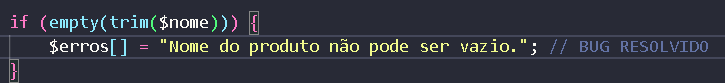 if (empty(trim($nome))) {
    $erros[] = "Nome do produto não pode ser vazio."; // BUG RESOLVIDO
}